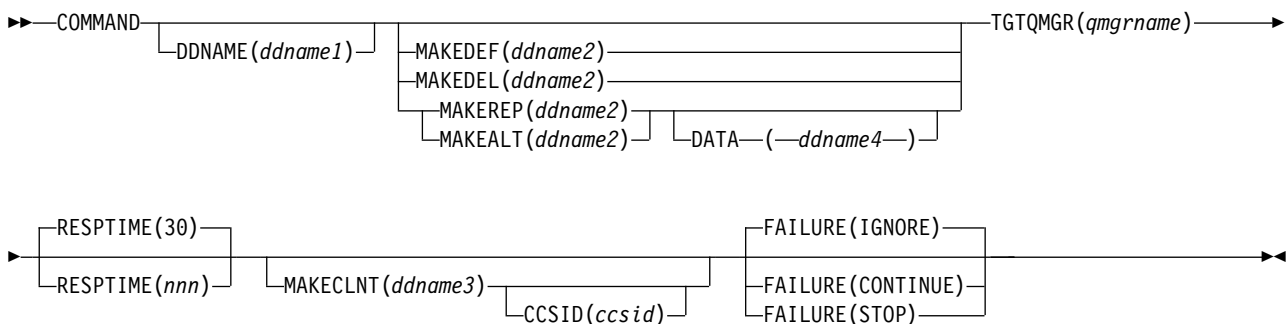 COMMAND TGTQMGR(qmgrname)
DDNAME(ddname1)
MAKEDEF(ddname2)
MAKEDEL(ddname2)
MAKEREP(ddname2)
MAKEALT(ddname2)
DATA ( ddname4 )
RESPTIME(30)
RESPTIME(nnn)
MAKECLNT(ddname3)
CCSID(ccsid)
FAILURE(IGNORE)
FAILURE(CONTINUE)
FAILURE(STOP)